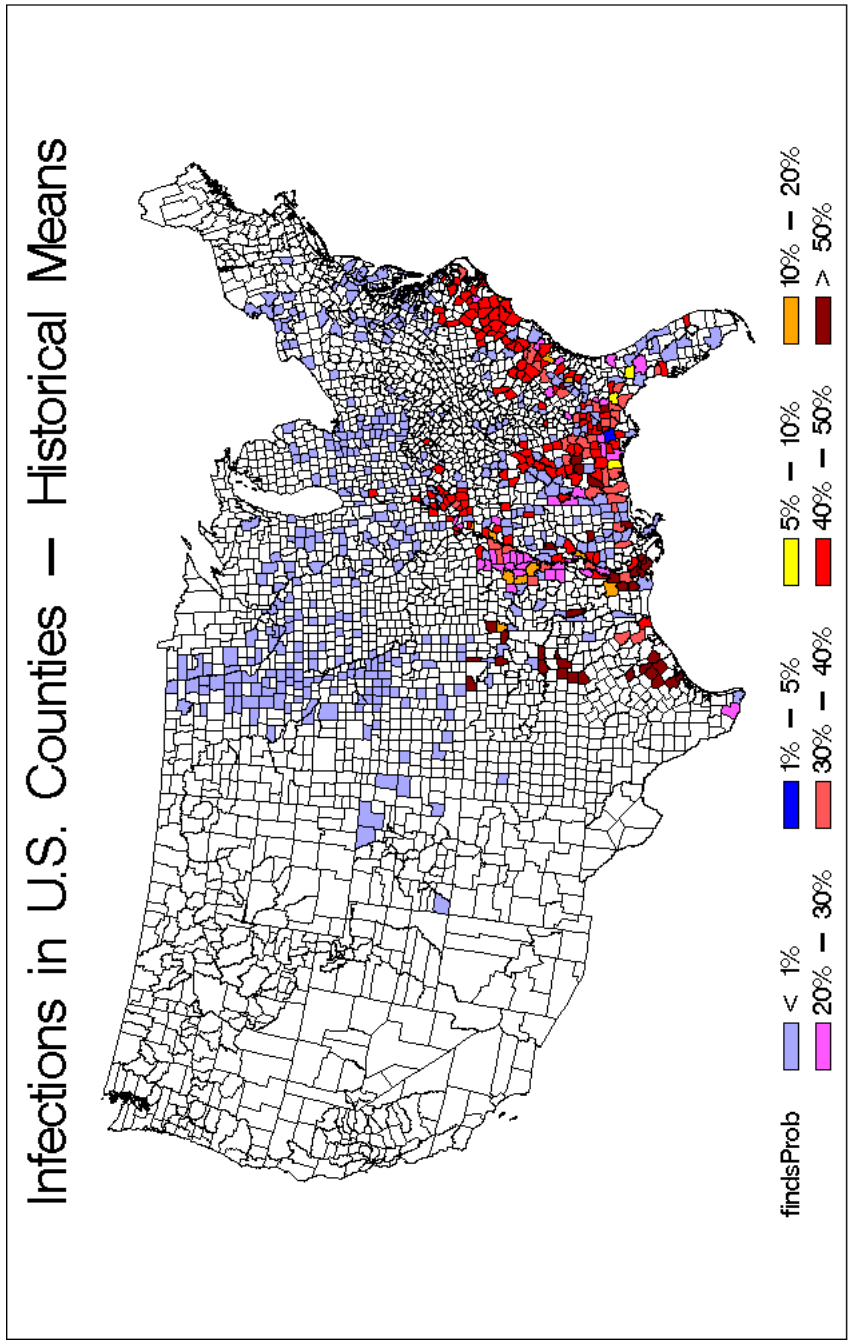 Infections in U.S. Counties — Historical Means
findsProb < 1% 1% — 5% 5% — 10% 10% — 20%
20% — 30% 30% — 40% 40% — 50% > 50%